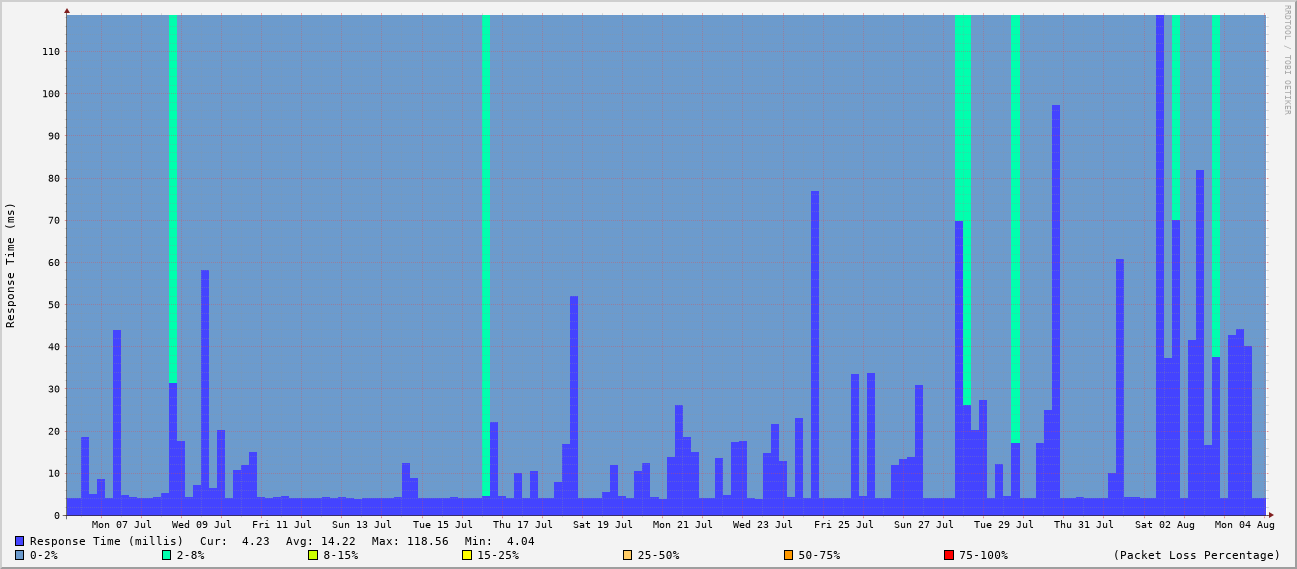 RRDTOOL / TOBI OETIKER
Response Time (ms)
110
100
90
80
70
60
50
40
30
20
10
0
Mon 07 Jul Wed 09 Jul Fri 11 Jul Sun 13 Jul Tue 15 Jul Thu 17 Jul Sat 19 Jul Mon 21 Jul Wed 23 Jul Fri 25 Jul Sun 27 Jul Tue 29 Jul Thu 31 Jul Sat 02 Aug Mon 04 Aug
Response Time (millis) Cur: 4.23 Avg: 14.22 Max: 118.56 Min: 4.04
0-2% 2-8% 8-15% 15-25% 25-50% 50-75% 75-100% (Packet Loss Percentage)